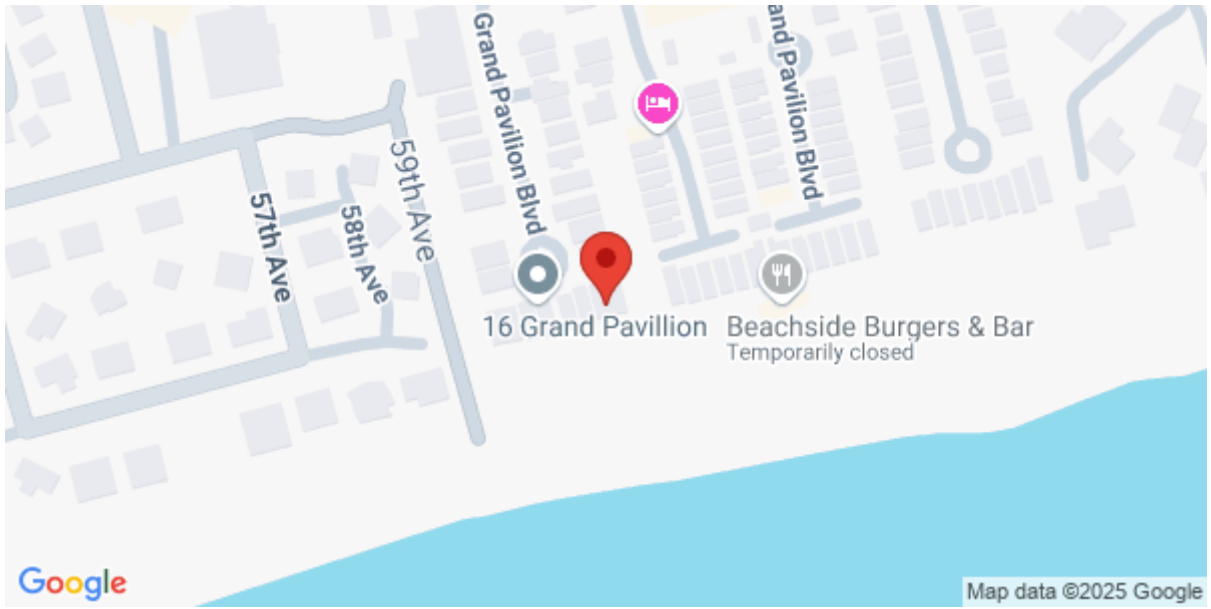 Grand Pavilion Blvd
and Pavilion Blvd
59th Ave
57th Ave
58th Ave
16 Grand Pavillion
Beachside Burgers & Bar
Temporarily closed
Google
Map data ©2025 Google